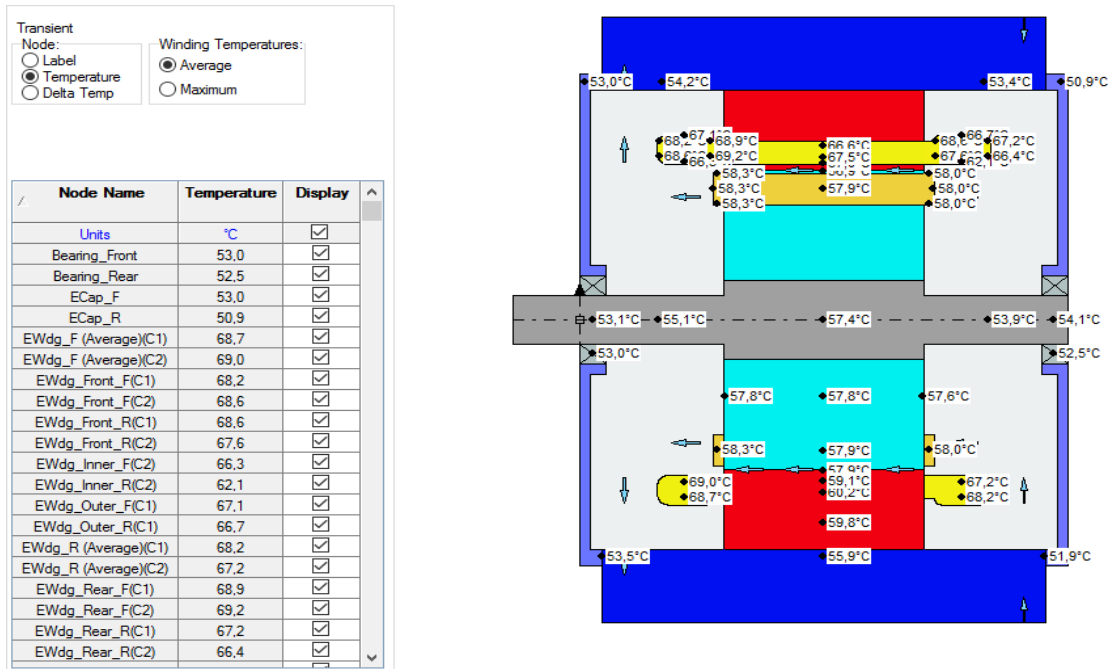 Transient
Node:
Label
Temperature
Delta Temp
Winding Temperatures:
Average
Maximum
Node Name Temperature Display
Units °C
Bearing_Front 53,0
Bearing_Rear 52,5
ECap_F 53,0
ECap_R 50,9
EWdg_F (Average)(C1) 68,7
EWdg_F (Average)(C2) 69,0
EWdg_Front_F(C1) 68,2
EWdg_Front_F(C2) 68,6
EWdg_Front_R(C1) 68,6
EWdg_Front_R(C2) 67,6
EWdg_Inner_F(C2) 66,3
EWdg_Inner_R(C2) 62,1
EWdg_Outer_F(C1) 67,1
EWdg_Outer_R(C1) 66,7
EWdg_R (Average)(C1) 68,2
EWdg_R (Average)(C2) 67,2
EWdg_Rear_F(C1) 68,9
EWdg_Rear_F(C2) 69,2
EWdg_Rear_R(C1) 67,2
EWdg_Rear_R(C2) 66,4
53,0°C 54,2°C 53,4°C 50,9°C
68,9°C 66,6°C 67,2°C
69,2°C 67,5°C 66,4°C
58,3°C 58,0°C
58,3°C 57,9°C 58,0°C
58,3°C 58,0°C
53,1°C 55,1°C 57,4°C 53,9°C 54,1°C
53,0°C 52,5°C
57,8°C 57,8°C 57,6°C
58,3°C 57,9°C 58,0°C
57,9°C
69,0°C 59,1°C 67,2°C
68,7°C 60,2°C 68,2°C
59,8°C
53,5°C 55,9°C 51,9°C